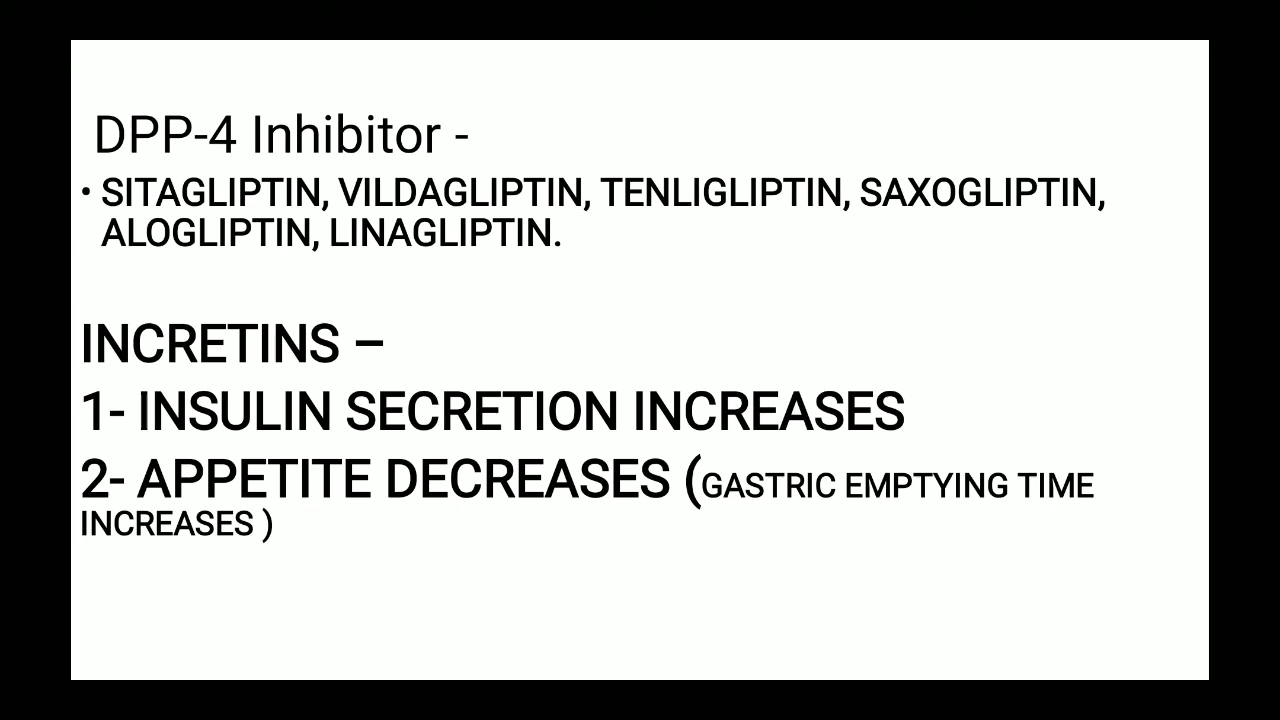 DPP-4 Inhibitor -
• SITAGLIPTIN, VILDAGLIPTIN, TENLIGLIPTIN, SAXOGLIPTIN,
ALOGLIPTIN, LINAGLIPTIN.
INCRETINS –
1- INSULIN SECRETION INCREASES
2- APPETITE DECREASES (GASTRIC EMPTYING TIME
INCREASES )